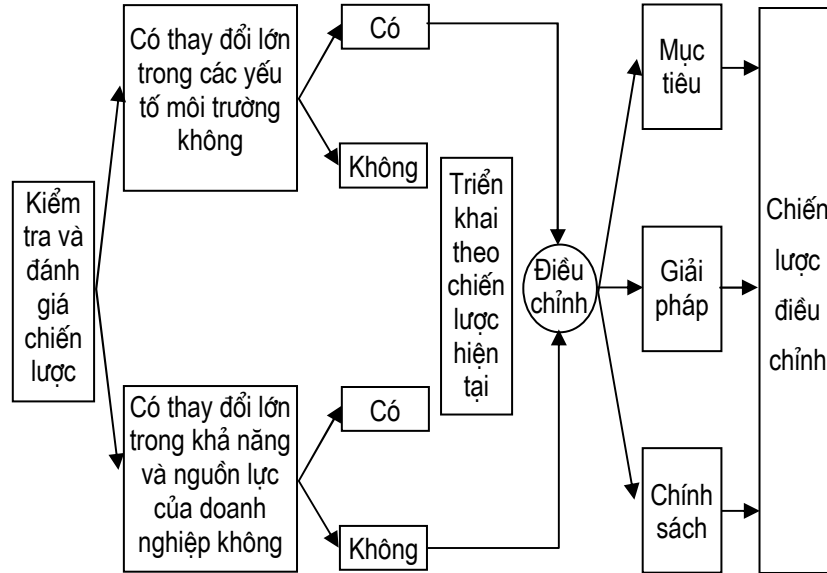 Kiểm
tra và
đánh
giá
chiến
lược
Có thay đổi lớn
trong các yếu
tố môi trường
không
Có
Không
Có thay đổi lớn
trong khả năng
và nguồn lực
của doanh
nghiệp không
Có
Không
Triển
khai
theo
chiến
lược
hiện
tại
Điều
chỉnh
Mục
tiêu
Giải
pháp
Chính
sách
Chiến
lược
điều
chỉnh